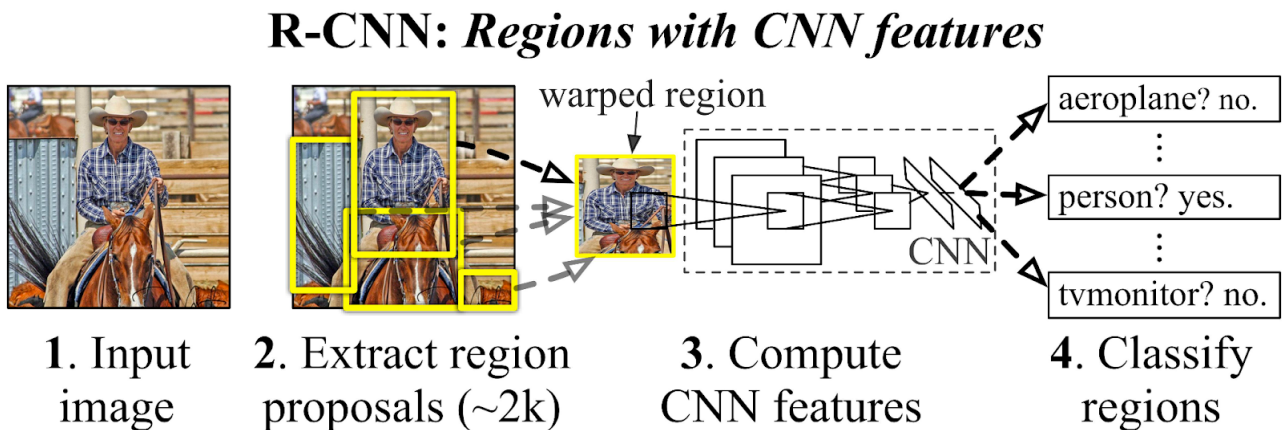 R-CNN: Regions with CNN features
warped region
aeroplane? no.
person? yes.
tvmonitor? no.
CNN
1. Input
image
2. Extract region
proposals (~2k)
3. Compute
CNN features
4. Classify
regions